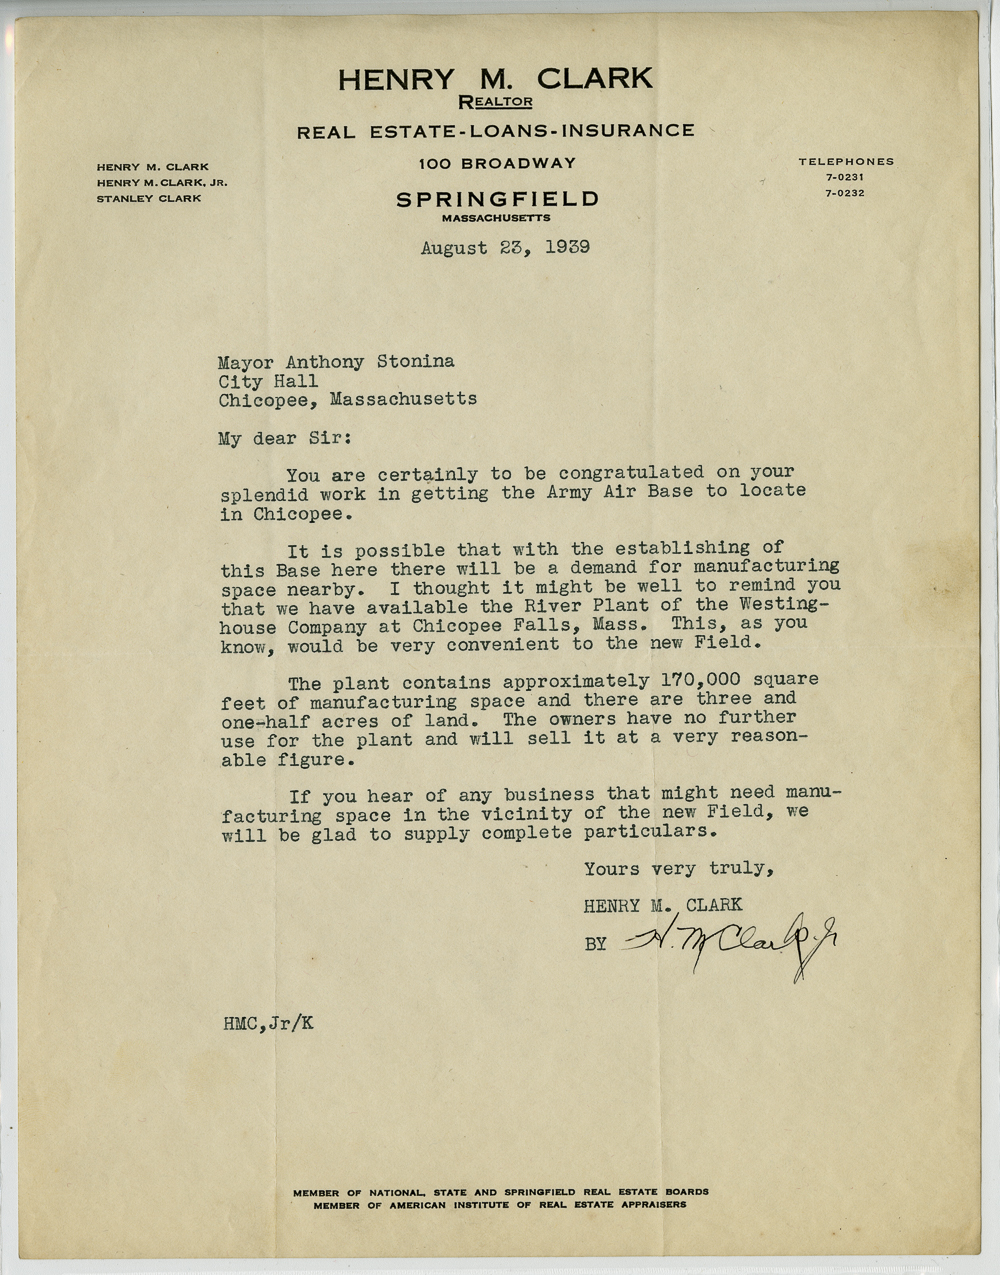 HENRY M. CLARK
REALTOR
REAL ESTATE-LOANS-INSURANCE
100 BROADWAY
SPRINGFIELD
MASSACHUSETTS
HENRY M. CLARK
HENRY M. CLARK, JR.
STANLEY CLARK
TELEPHONES
7-0231
7-0232
August 23, 1939
Mayor Anthony Stonina
City Hall
Chicopee, Massachusetts
My dear Sir:
You are certainly to be congratulated on your
splendid work in getting the Army Air Base to locate
in Chicopee.
It is possible that with the establishing of
this Base here there will be a demand for manufacturing
space nearby. I thought it might be well to remind you
that we have available the River Plant of the Westing-
house Company at Chicopee Falls, Mass. This, as you
know, would be very convenient to the new Field.
The plant contains approximately 170,000 square
feet of manufacturing space and there are three and
one-half acres of land. The owners have no further
use for the plant and will sell it at a very reason-
able figure.
If you hear of any business that might need manu-
facturing space in the vicinity of the new Field, we
will be glad to supply complete particulars.
Yours very truly,
HENRY M. CLARK
BY H. M Clark Jr
HMC,Jr/K
MEMBER OF NATIONAL, STATE AND SPRINGFIELD REAL ESTATE BOARDS
MEMBER OF AMERICAN INSTITUTE OF REAL ESTATE APPRAISERS